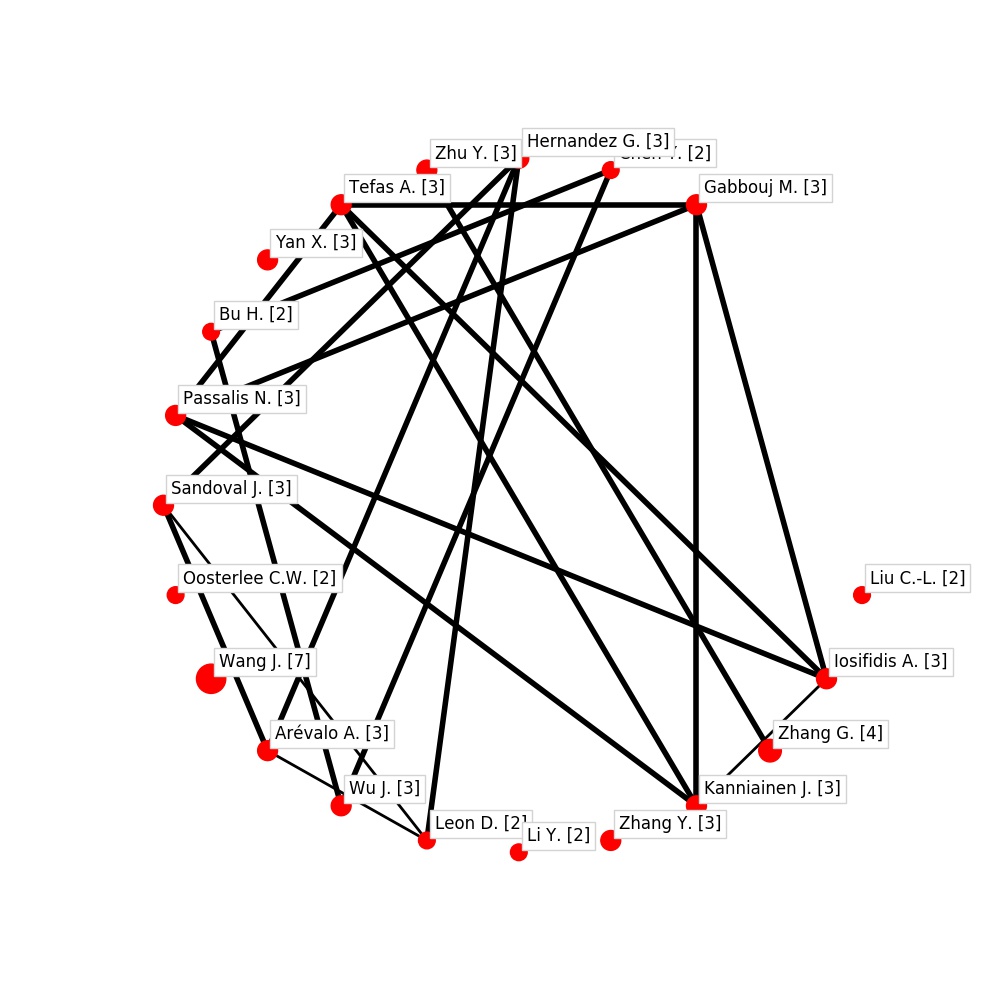 Hernandez G. [3]
Zhu Y. [3]
Y. [2]
Tefas A. [3]
Gabbouj M. [3]
Yan X. [3]
Bu H. [2]
Passalis N. [3]
Sandoval J. [3]
Oosterlee C.W. [2]
Liu C.-L. [2]
Wang J. [7]
Iosifidis A. [3]
Arévalo A. [3]
Zhang G. [4]
Wu J. [3]
Kanniainen J. [3]
Leon D. [2]
Zhang Y. [3]
Li Y. [2]